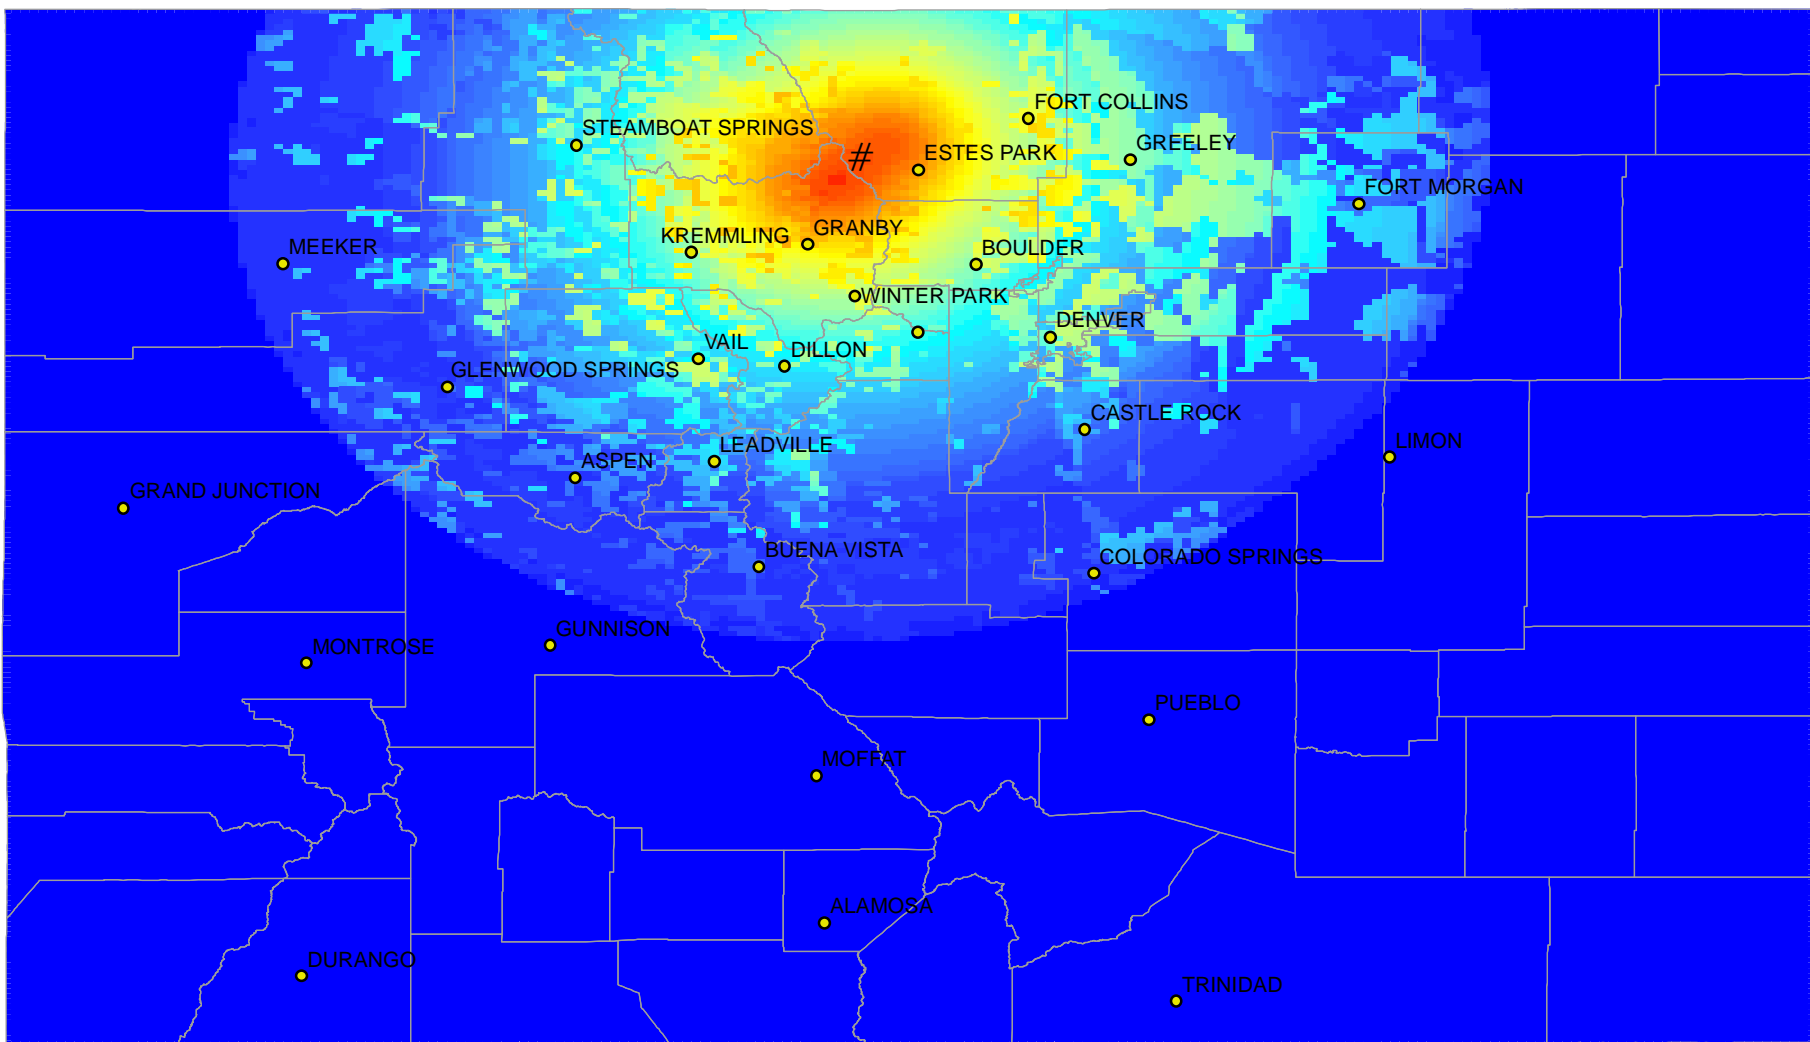 FORT COLLINS
STEAMBOAT SPRINGS
#
GREELEY
ESTES PARK
FORT MORGAN
GRANBY
KREMMLING
MEEKER
BOULDER
WINTER PARK
DENVER
VAIL
DILLON
GLENWOOD SPRINGS
CASTLE ROCK
LEADVILLE
LIMON
ASPEN
GRAND JUNCTION
BUENA VISTA
COLORADO SPRINGS
GUNNISON
MONTROSE
PUEBLO
MOFFAT
ALAMOSA
DURANGO
TRINIDAD